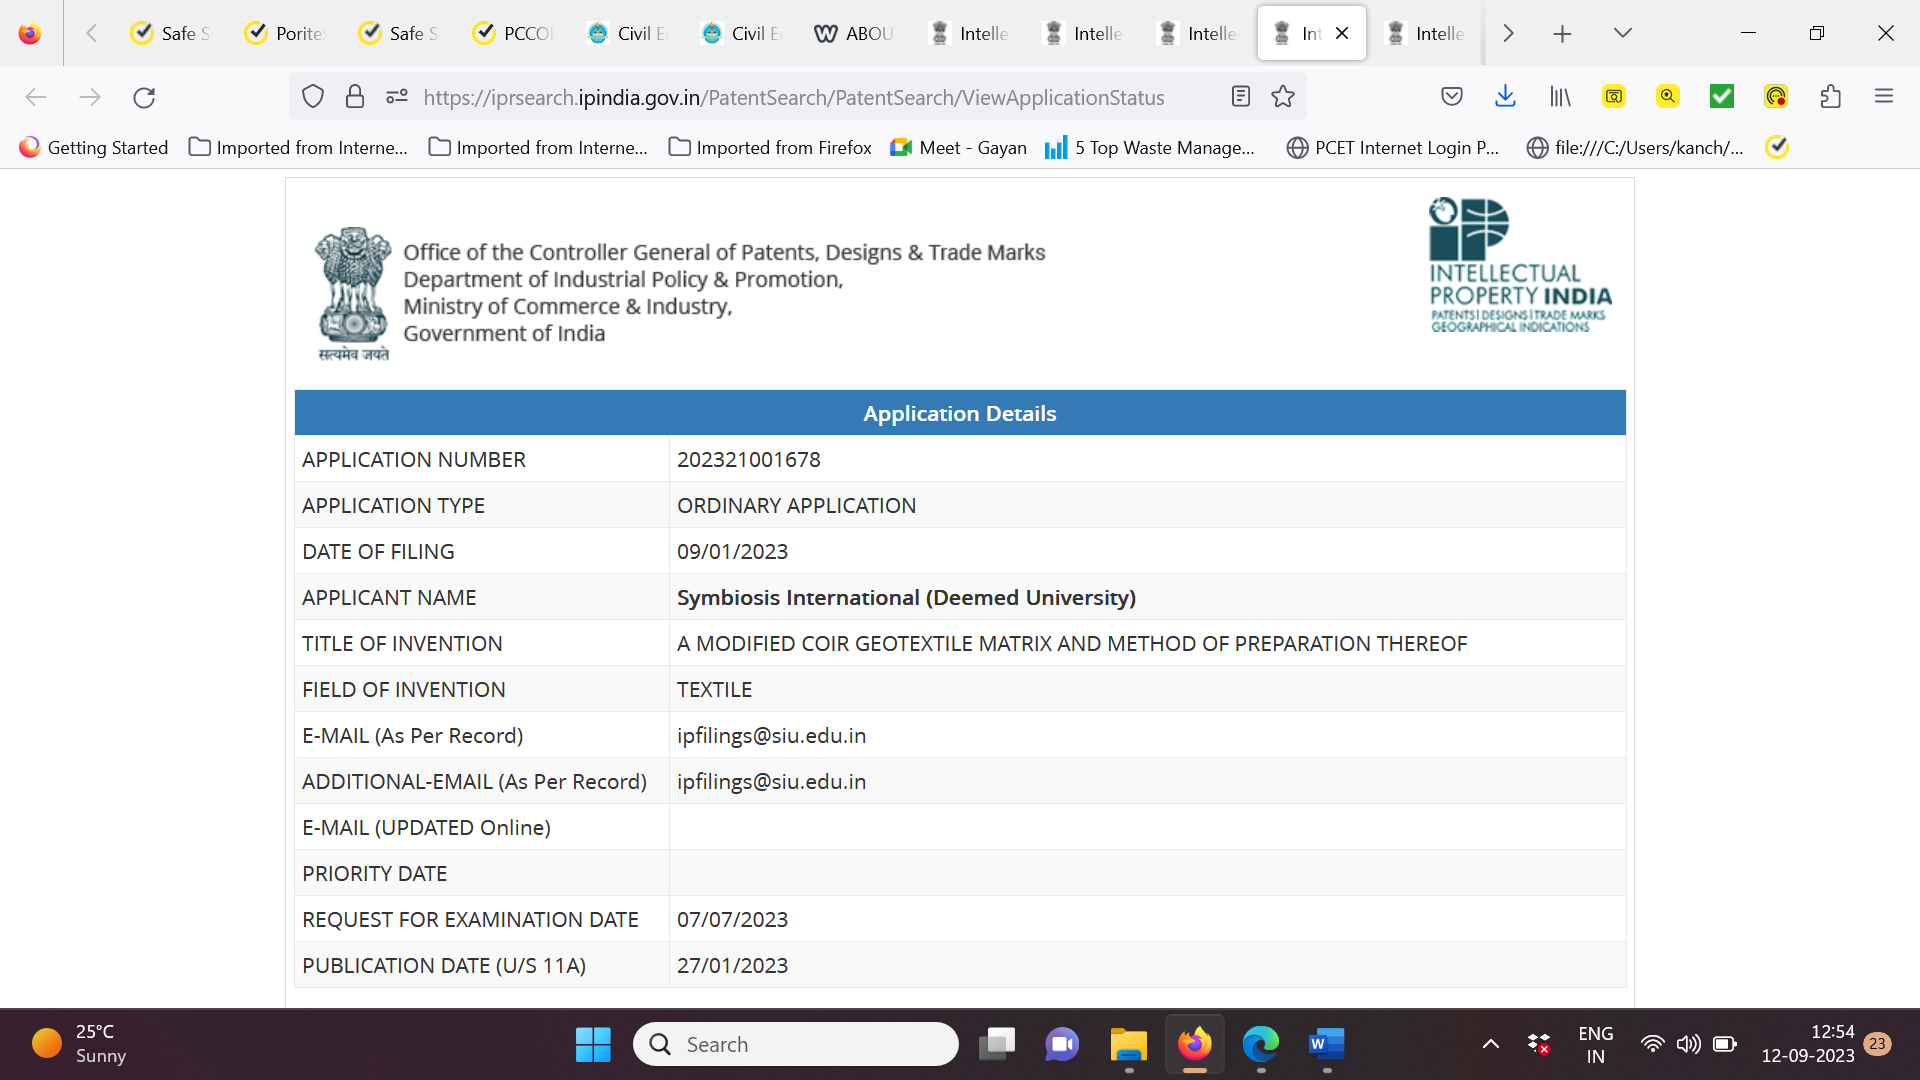 Safe S
Porite
Safe S
PCCOE
Civil E
Civil E
ABOU
Intelle
Intelle
Intelle
Int
Intelle
https://iprsearch.ipindia.gov.in/PatentSearch/PatentSearch/ViewApplicationStatus
Getting Started
Imported from Interne...
Imported from Interne...
Imported from Firefox
Meet - Gayan
5 Top Waste Manage...
PCET Internet Login P...
file:///C:/Users/kanch/...
Office of the Controller General of Patents, Designs & Trade Marks
Department of Industrial Policy & Promotion,
Ministry of Commerce & Industry,
Government of India
सत्यमेव जयते
INTELLECTUAL
PROPERTY INDIA
PATENTS | DESIGNS | TRADE MARKS
GEOGRAPHICAL INDICATIONS
Application Details
APPLICATION NUMBER 202321001678
APPLICATION TYPE ORDINARY APPLICATION
DATE OF FILING 09/01/2023
APPLICANT NAME Symbiosis International (Deemed University)
TITLE OF INVENTION A MODIFIED COIR GEOTEXTILE MATRIX AND METHOD OF PREPARATION THEREOF
FIELD OF INVENTION TEXTILE
E-MAIL (As Per Record) ipfilings@siu.edu.in
ADDITIONAL-EMAIL (As Per Record) ipfilings@siu.edu.in
E-MAIL (UPDATED Online)
PRIORITY DATE
REQUEST FOR EXAMINATION DATE 07/07/2023
PUBLICATION DATE (U/S 11A) 27/01/2023
25°C
Sunny
Search
ENG
IN
12:54
12-09-2023
23